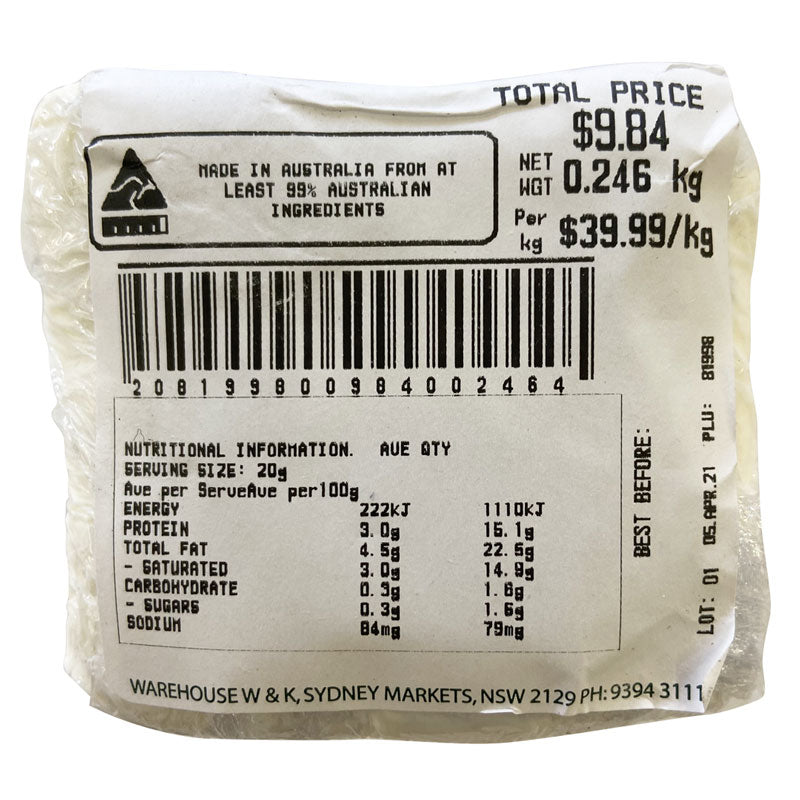 TOTAL PRICE
$9.84
NET WGT 0.246 kg
Per kg $39.99/kg
MADE IN AUSTRALIA FROM AT
LEAST 99% AUSTRALIAN
INGREDIENTS
208199800984002464
NUTRITIONAL INFORMATION. AVE QTY
SERVING SIZE: 20g
Ave per ServeAve per100g
ENERGY 222kJ 1110kJ
PROTEIN 3.0g 15.1g
TOTAL FAT 4.5g 22.5g
- SATURATED 3.0g 14.9g
CARBOHYDRATE 0.3g 1.6g
- SUGARS 0.3g 1.6g
SODIUM 84mg 79mg
BEST BEFORE:
LOT: 01 05.APR.21 PLU: 81998
WAREHOUSE W & K, SYDNEY MARKETS, NSW 2129 PH: 9394 3111